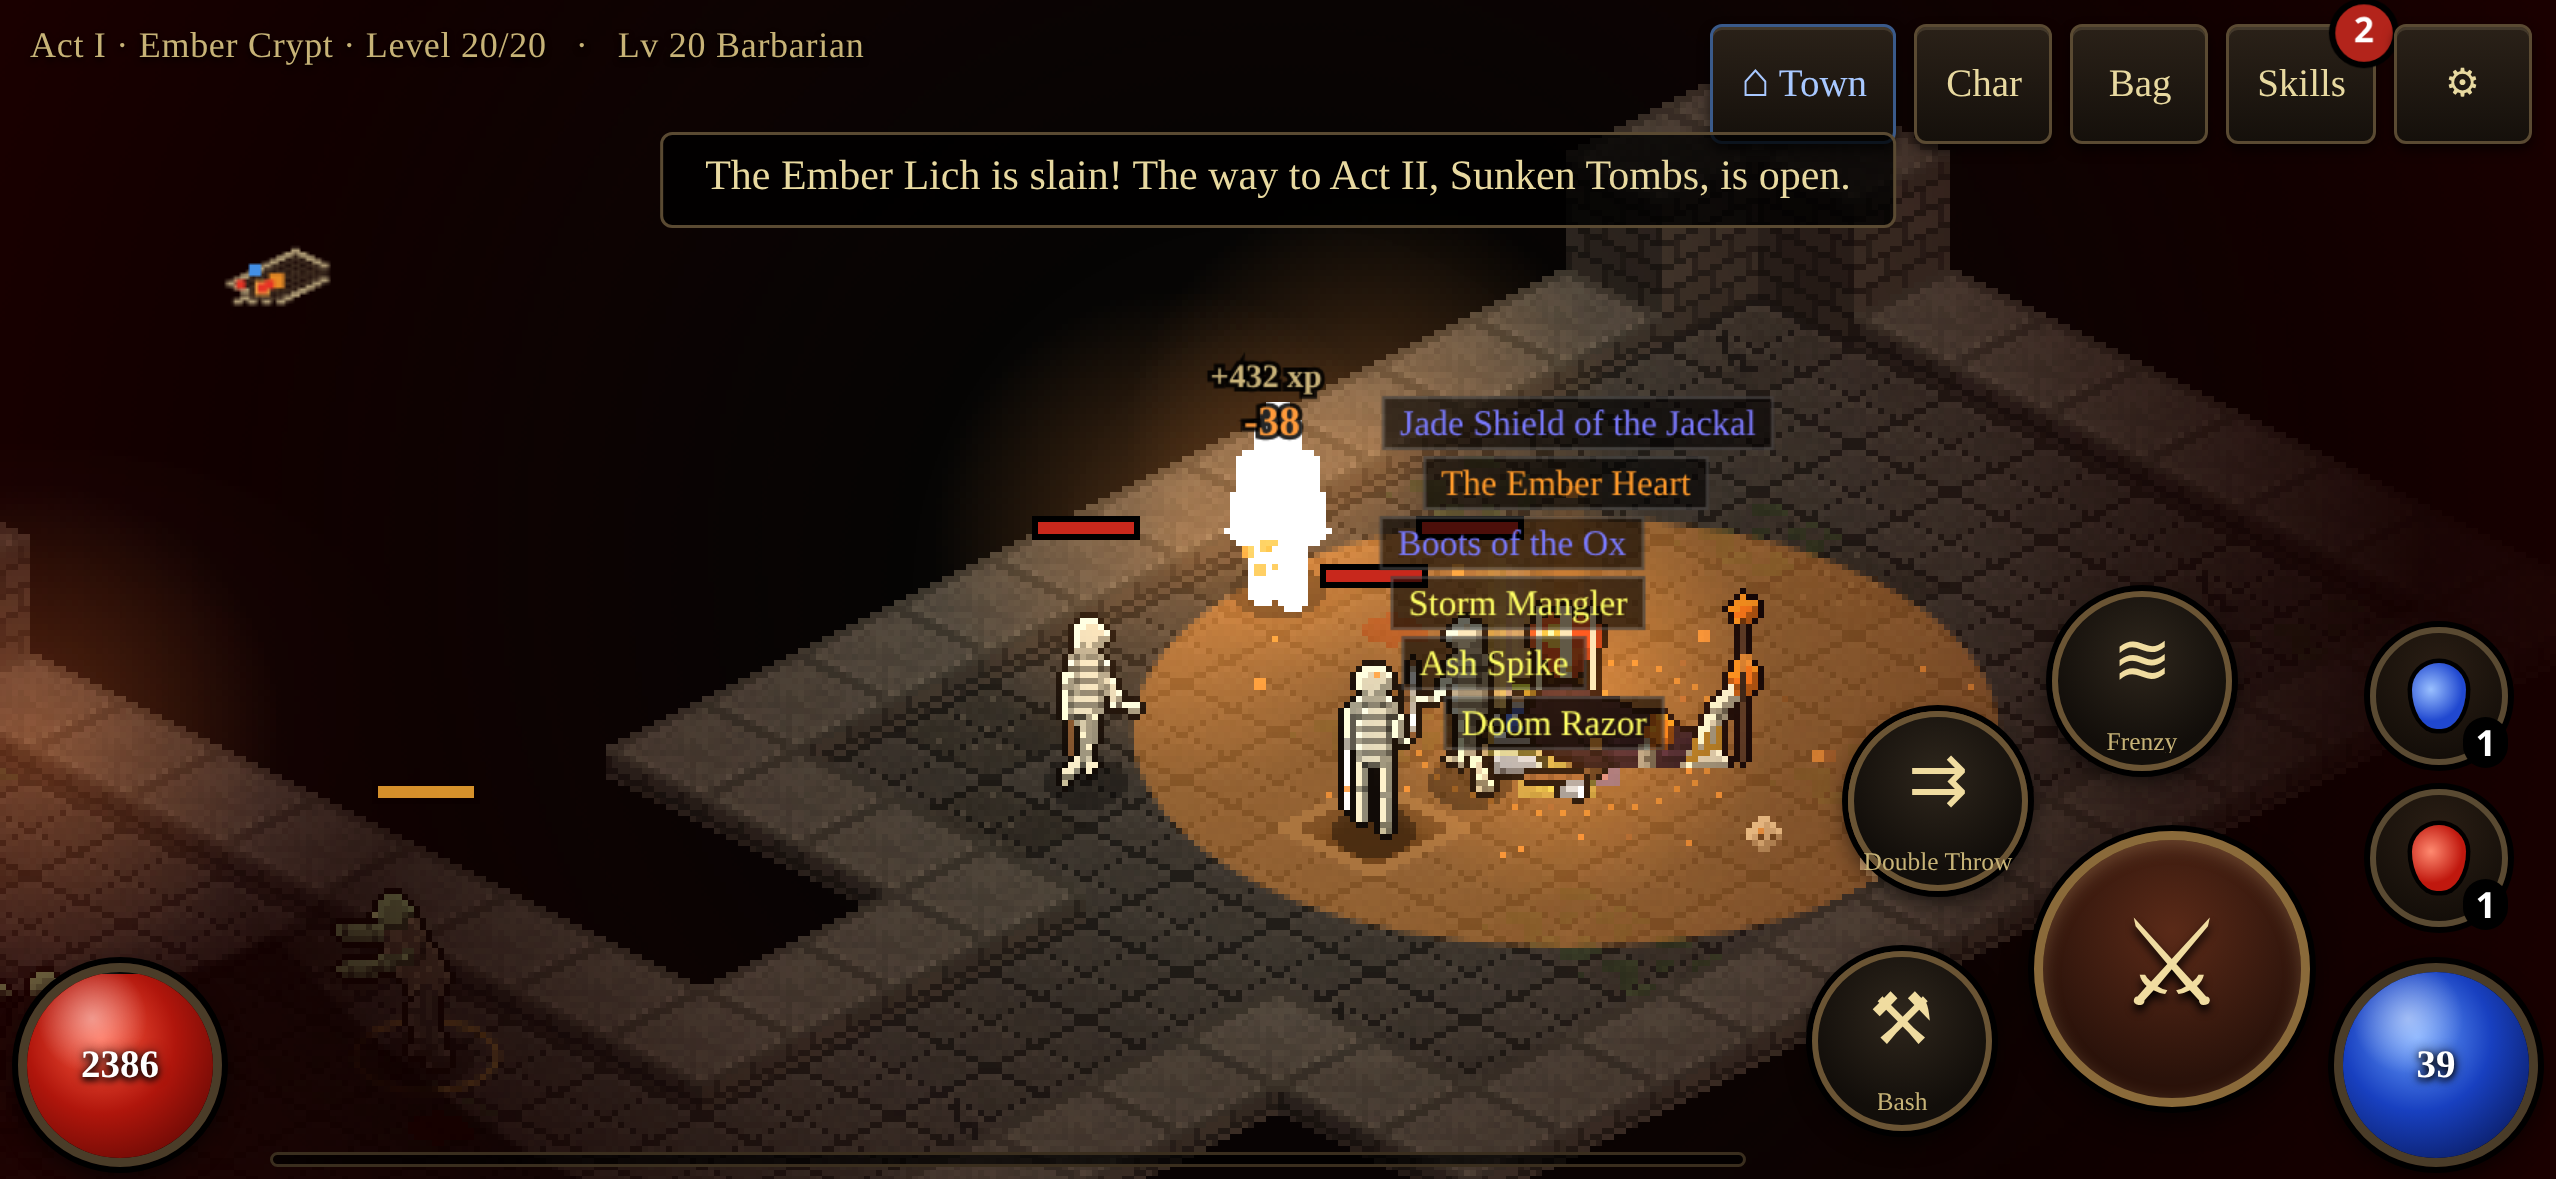 Act I · Ember Crypt · Level 20/20 · Lv 20 Barbarian
⌂ Town
Char
Bag
Skills
2
The Ember Lich is slain! The way to Act II, Sunken Tombs, is open.
+432 xp
-38
Jade Shield of the Jackal
The Ember Heart
Boots of the Ox
Storm Mangler
Ash Spike
Doom Razor
Frenzy
Double Throw
Bash
1
1
2386
39